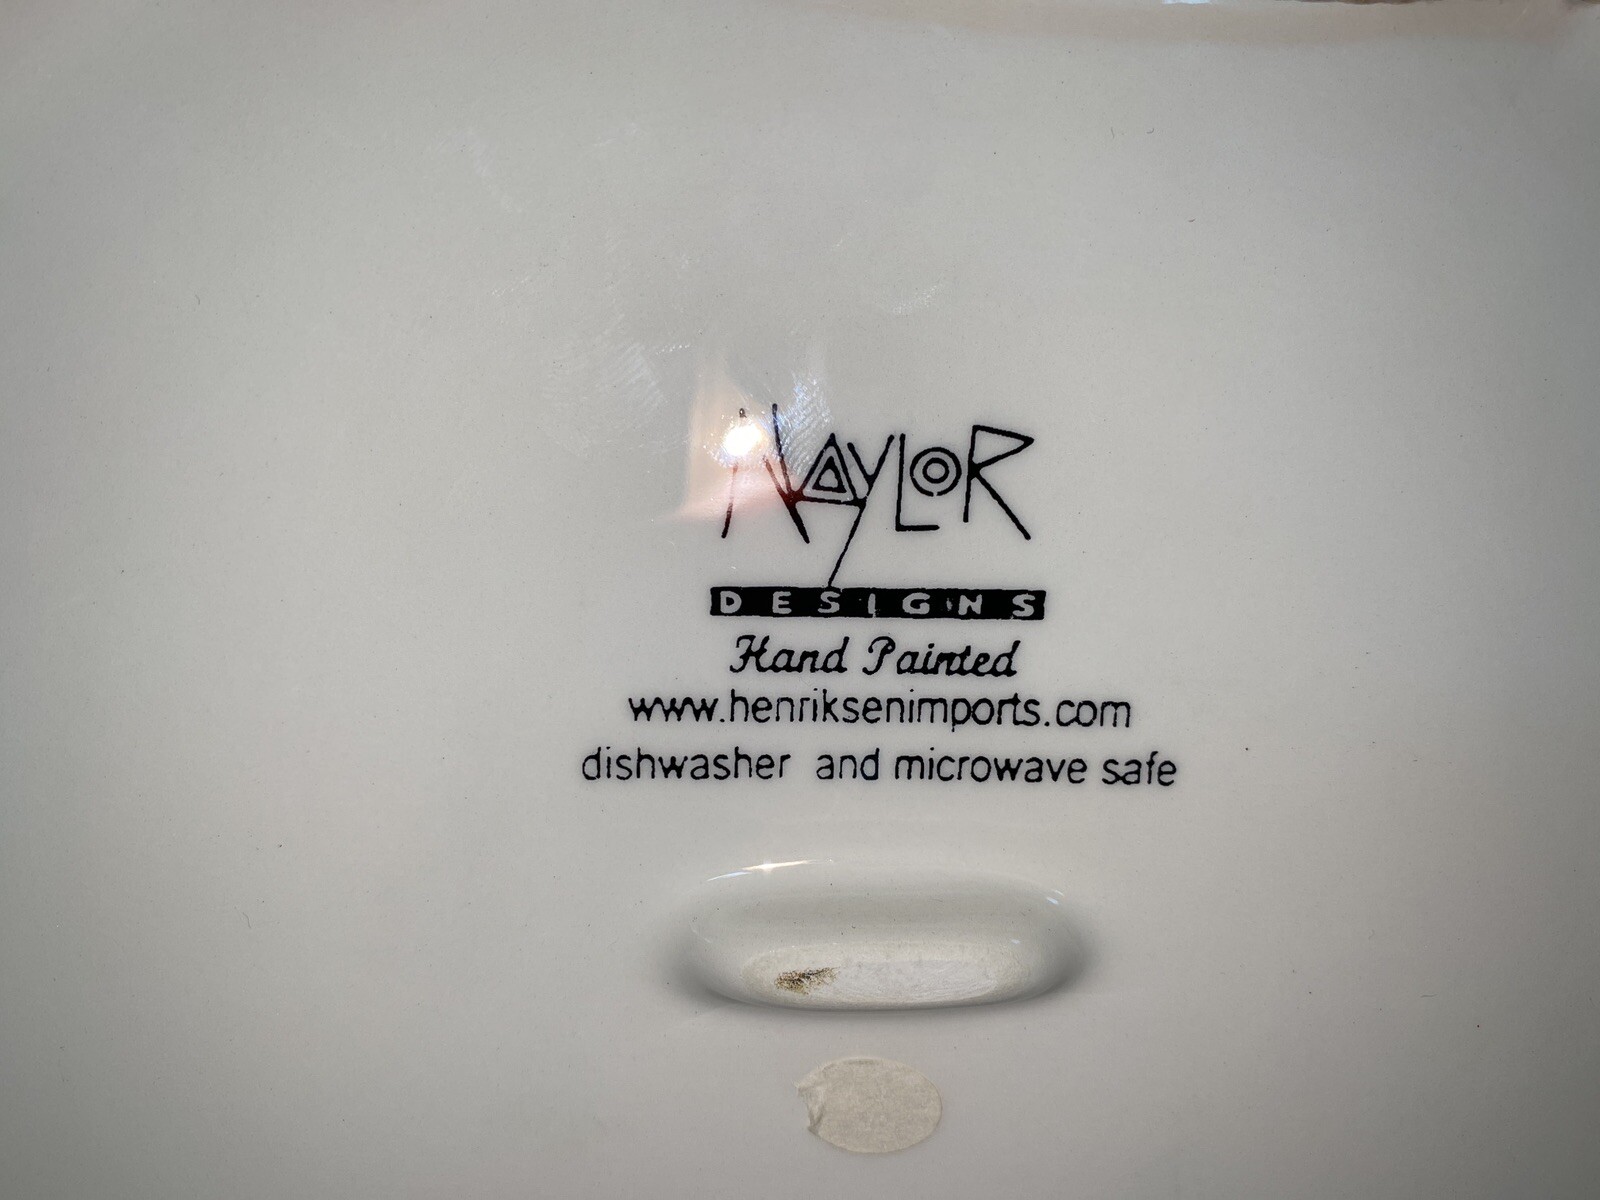 NayLoR
DESIGNS
Hand Painted
www.henriksenimports.com
dishwasher and microwave safe